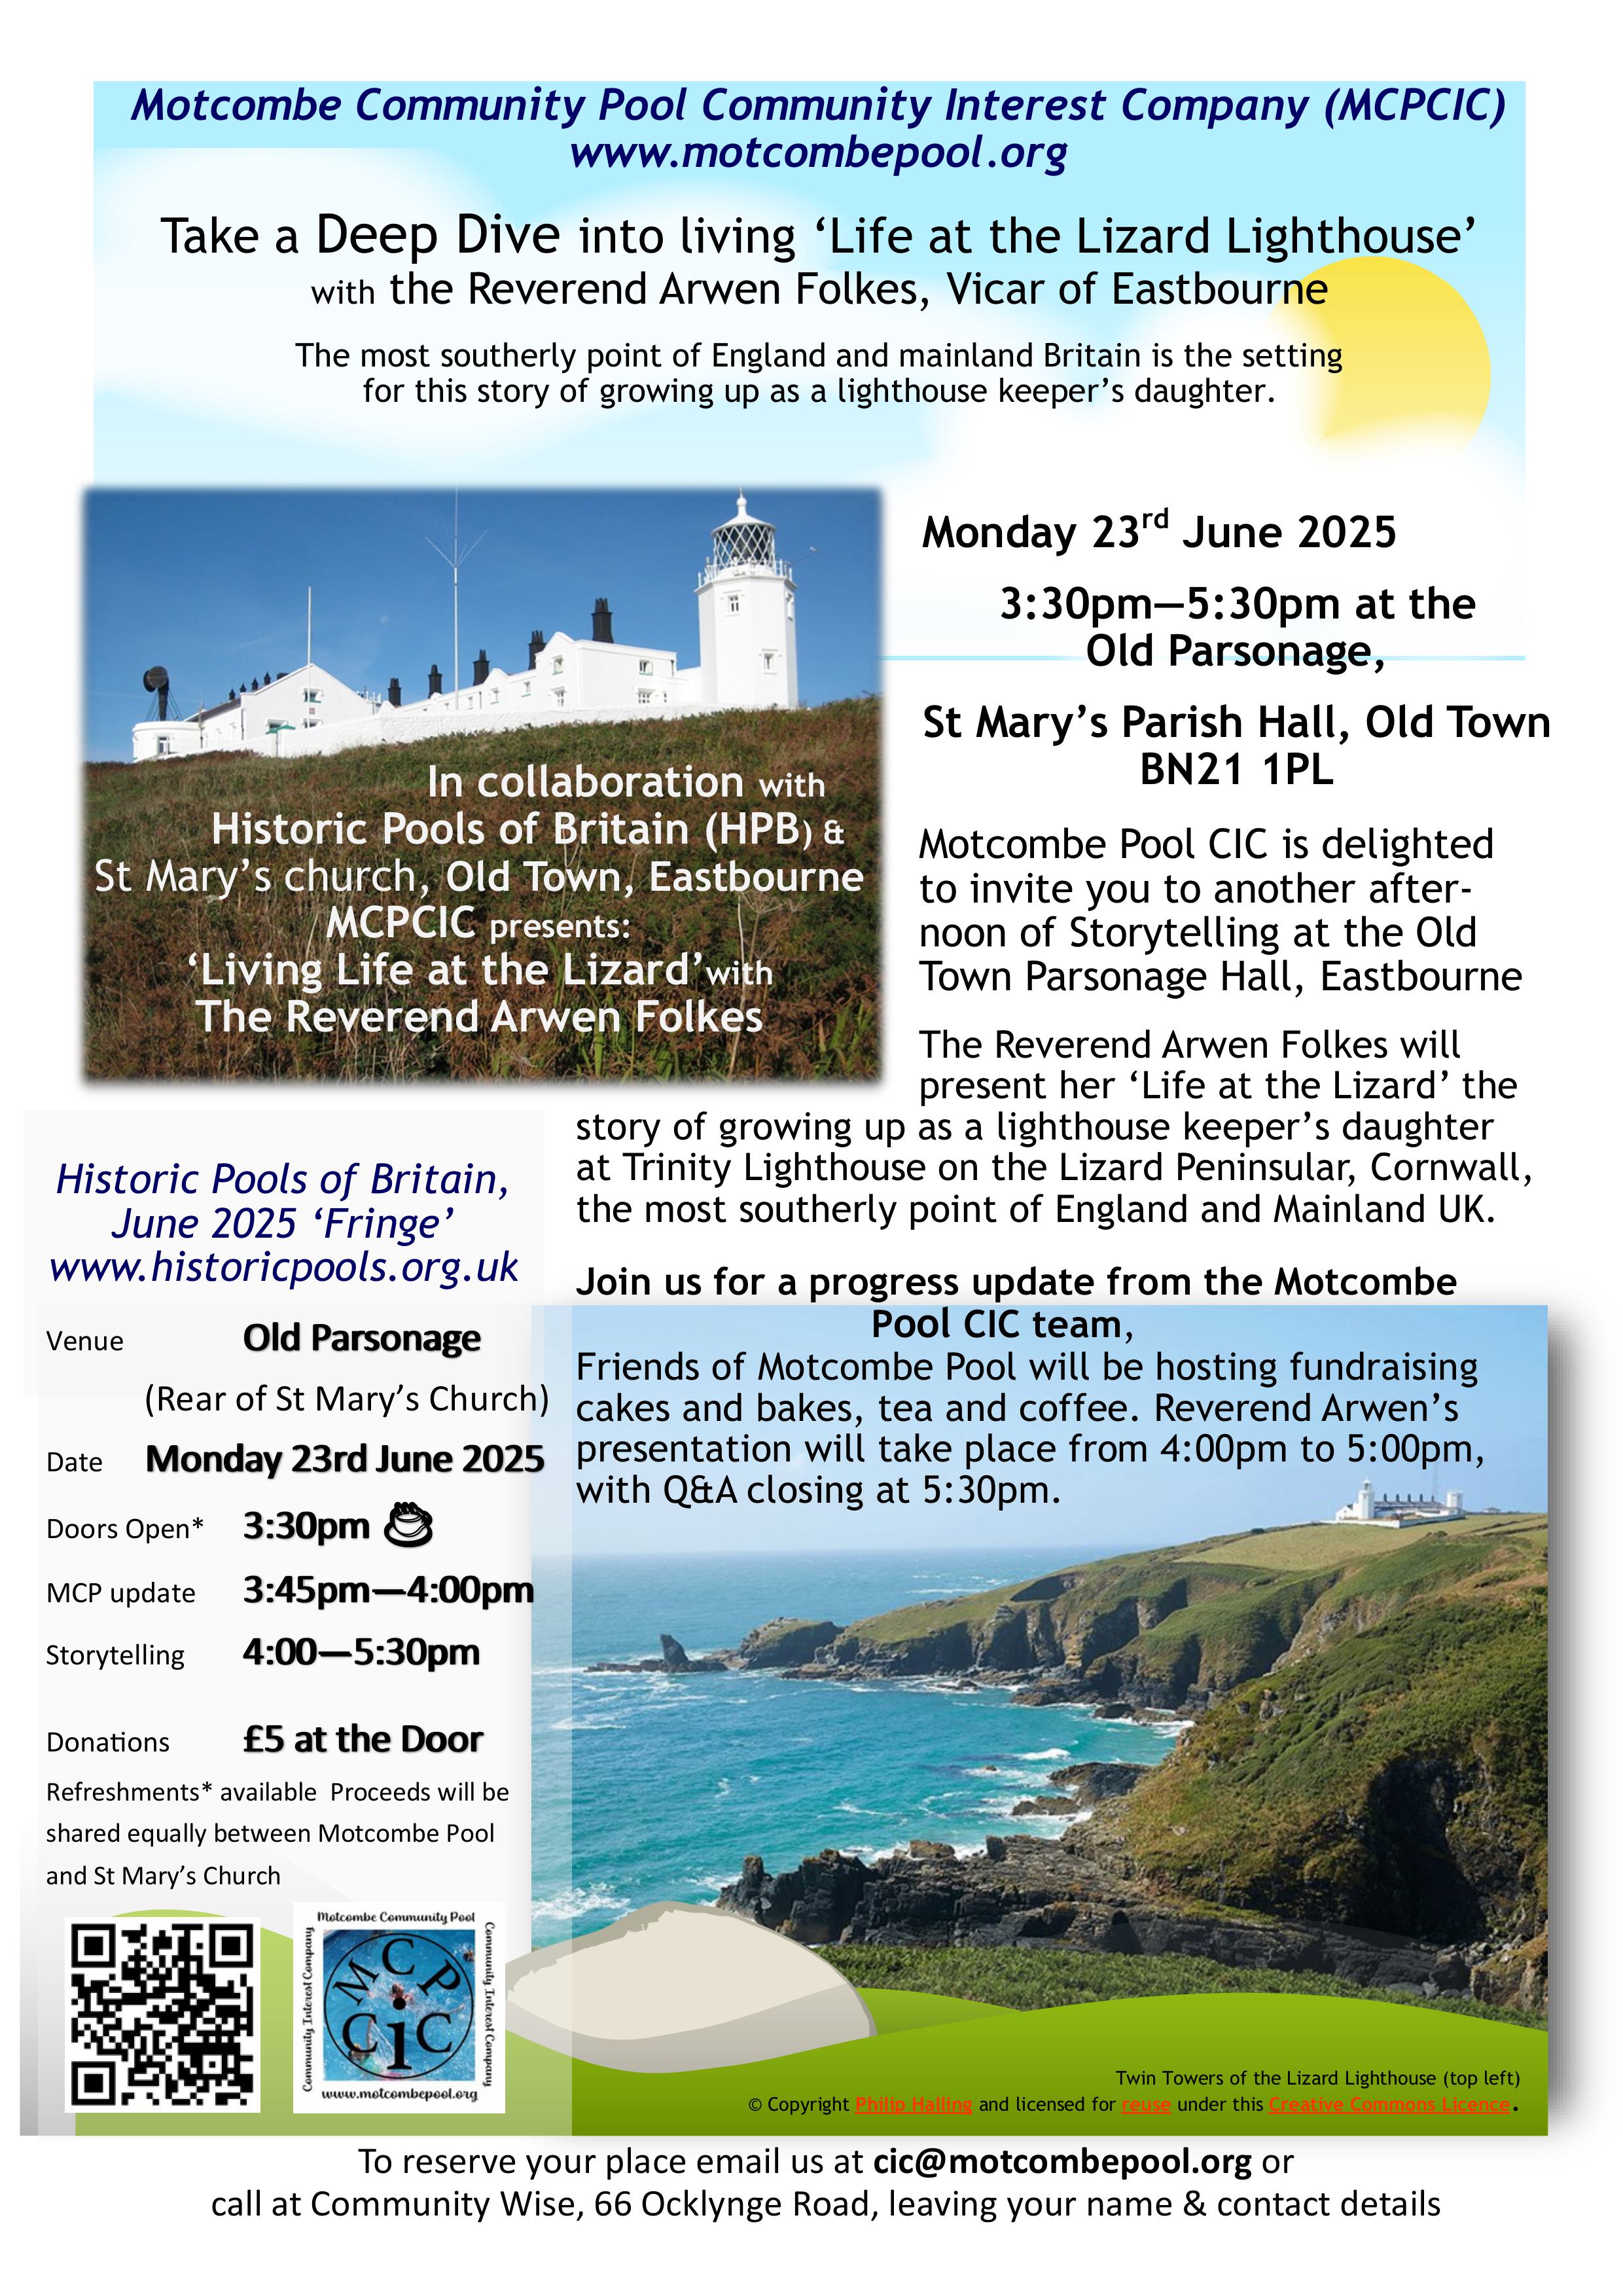 Motcombe Community Pool Community Interest Company (MCPCIC)
www.motcombepool.org
Take a Deep Dive into living ‘Life at the Lizard Lighthouse’
with the Reverend Arwen Folkes, Vicar of Eastbourne
The most southerly point of England and mainland Britain is the setting
for this story of growing up as a lighthouse keeper’s daughter.
Monday 23rd June 2025
3:30pm—5:30pm at the
Old Parsonage,
St Mary’s Parish Hall, Old Town
BN21 1PL
In collaboration with
Historic Pools of Britain (HPB) &
St Mary’s church, Old Town, Eastbourne
MCPCIC presents:
‘Living Life at the Lizard’with
The Reverend Arwen Folkes
Motcombe Pool CIC is delighted
to invite you to another after-
noon of Storytelling at the Old
Town Parsonage Hall, Eastbourne
The Reverend Arwen Folkes will
present her ‘Life at the Lizard’ the
story of growing up as a lighthouse keeper’s daughter
at Trinity Lighthouse on the Lizard Peninsular, Cornwall,
the most southerly point of England and Mainland UK.
Join us for a progress update from the Motcombe
Pool CIC team,
Friends of Motcombe Pool will be hosting fundraising
cakes and bakes, tea and coffee. Reverend Arwen’s
presentation will take place from 4:00pm to 5:00pm,
with Q&A closing at 5:30pm.
Historic Pools of Britain,
June 2025 ‘Fringe’
www.historicpools.org.uk
Venue Old Parsonage
(Rear of St Mary’s Church)
Date Monday 23rd June 2025
Doors Open* 3:30pm
MCP update 3:45pm—4:00pm
Storytelling 4:00—5:30pm
Donations £5 at the Door
Refreshments* available Proceeds will be
shared equally between Motcombe Pool
and St Mary’s Church
Motcombe Community Pool
Community Interest Company
MCP
CiC
Community Interest Company
www.motcombepool.org
Twin Towers of the Lizard Lighthouse (top left)
© Copyright Philip Halling and licensed for reuse under this Creative Commons Licence.
To reserve your place email us at cic@motcombepool.org or
call at Community Wise, 66 Ocklynge Road, leaving your name & contact details